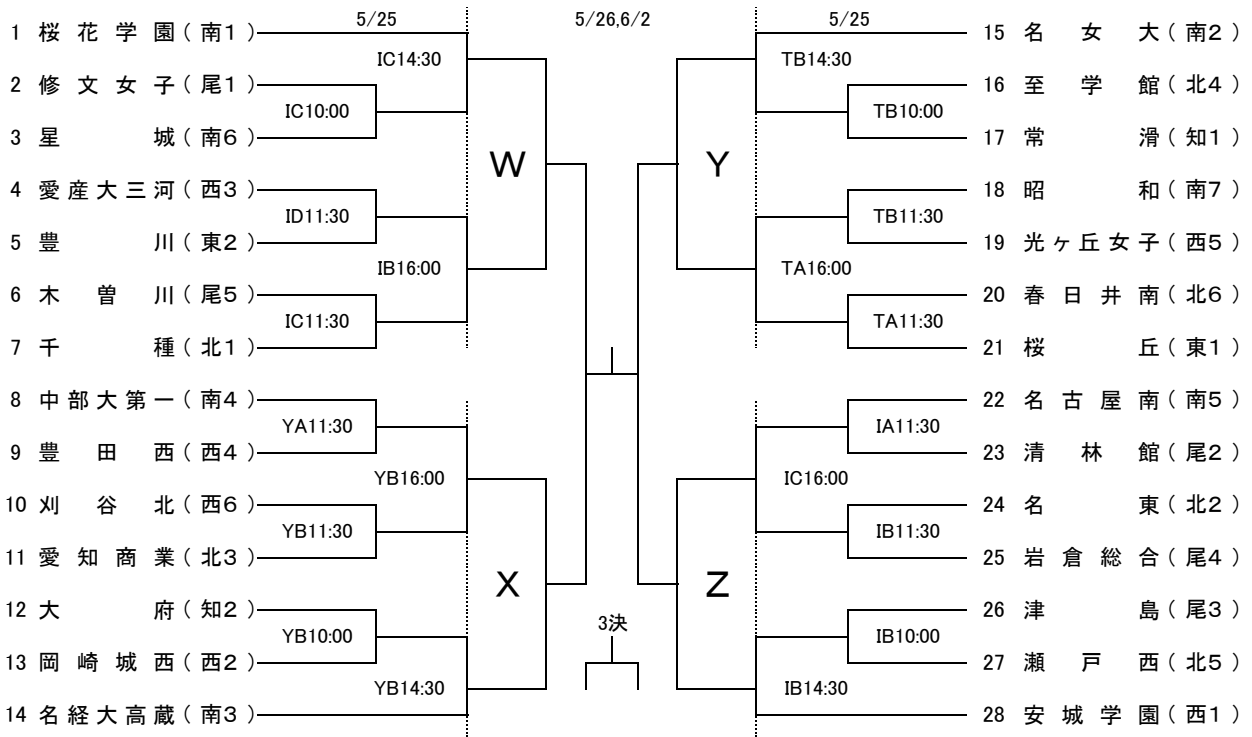 5/25
5/26,6/2
5/25
1 桜花学園(南1)
IC14:30
2 修文女子(尾1)
IC10:00
3 星城(南6)
W
4 愛産大三河(西3)
ID11:30
5 豊川(東2)
IB16:00
6 木曽川(尾5)
IC11:30
7 千種(北1)
8 中部大第一(南4)
YA11:30
9 豊田西(西4)
YB16:00
10 刈谷北(西6)
YB11:30
11 愛知商業(北3)
X
12 大府(知2)
YB10:00
13 岡崎城西(西2)
YB14:30
14 名経大高蔵(南3)
3決
15 名女大(南2)
TB14:30
16 至学館(北4)
TB10:00
17 常滑(知1)
Y
18 昭和(南7)
TB11:30
19 光ヶ丘女子(西5)
TA16:00
20 春日井南(北6)
TA11:30
21 桜丘(東1)
22 名古屋南(南5)
IA11:30
23 清林館(尾2)
IC16:00
24 名東(北2)
IB11:30
25 岩倉総合(尾4)
Z
26 津島(尾3)
IB10:00
27 瀬戸西(北5)
IB14:30
28 安城学園(西1)